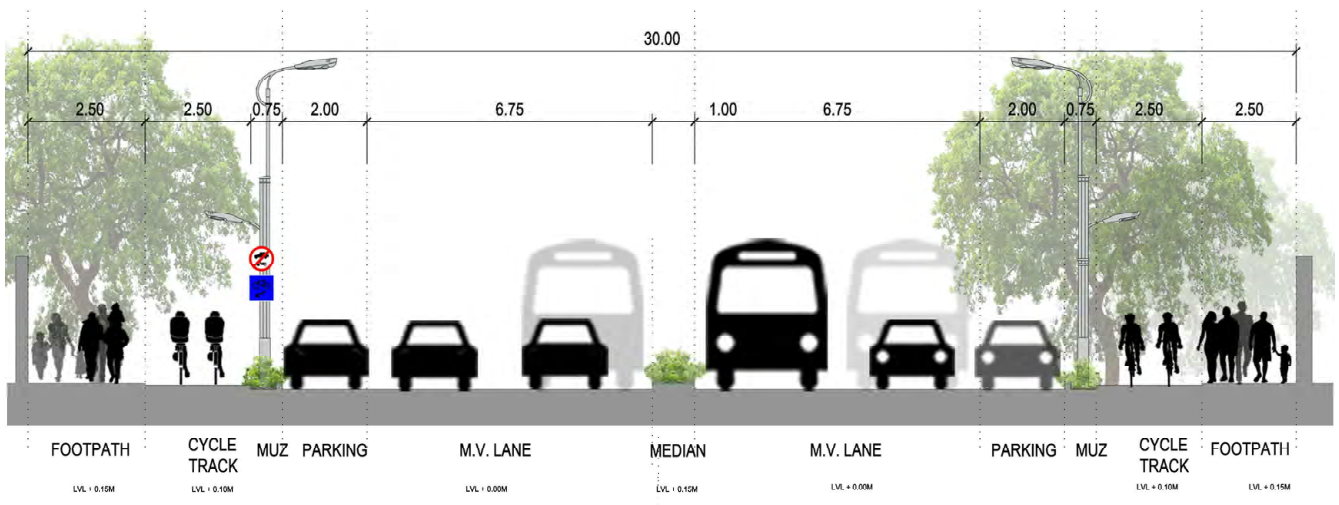 30.00
2.50 2.50 0.75 2.00 6.75 1.00 6.75 2.00 0.75 2.50 2.50
FOOTPATH CYCLE TRACK MUZ PARKING M.V. LANE MEDIAN M.V. LANE PARKING MUZ CYCLE TRACK FOOTPATH
LVL + 0.15M LVL + 0.10M LVL + 0.00M LVL + 0.15M LVL + 0.00M LVL + 0.10M LVL + 0.15M